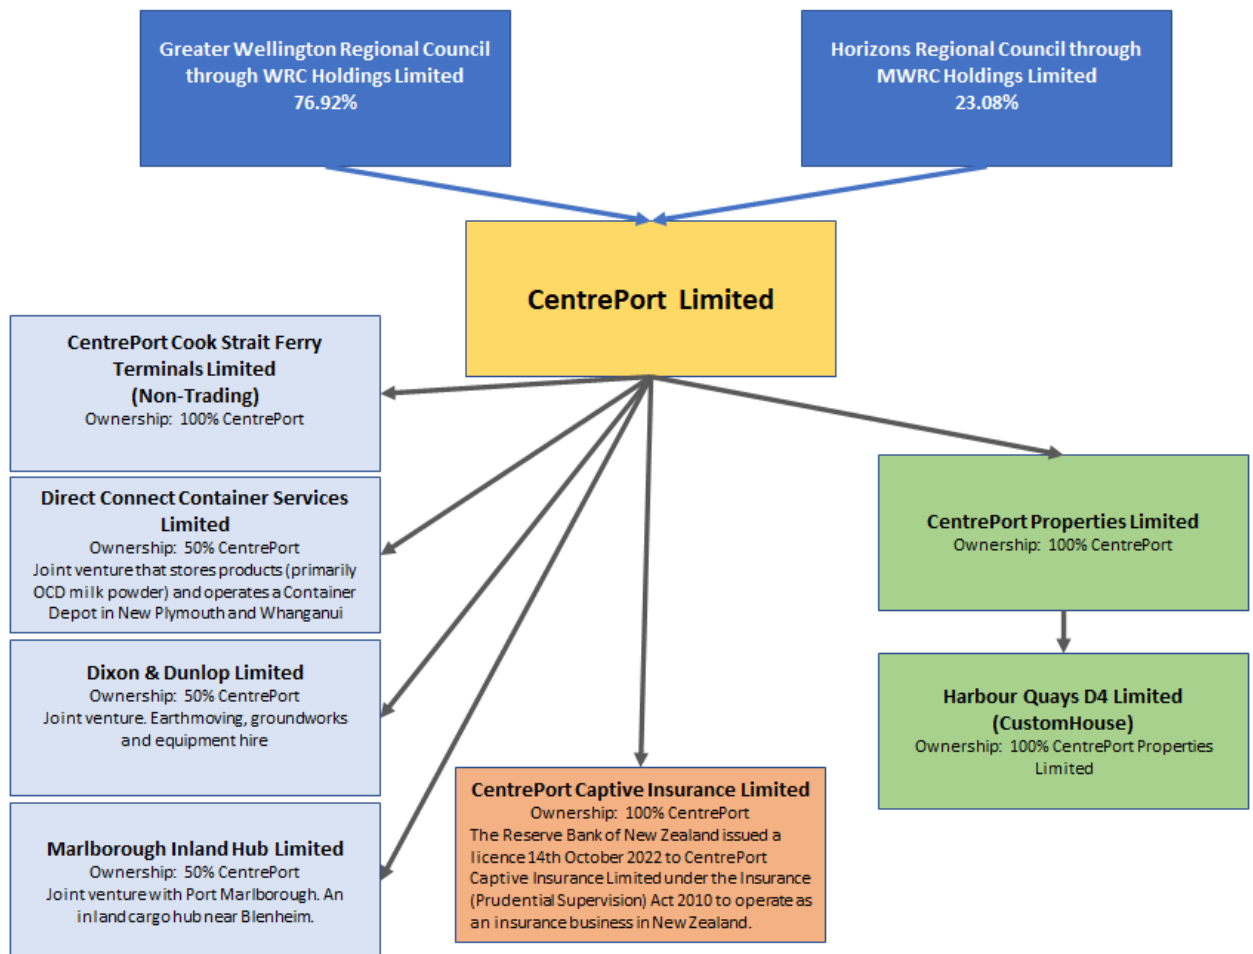 Greater Wellington Regional Council
through WRC Holdings Limited
76.92%
Horizons Regional Council through
MWRC Holdings Limited
23.08%
CentrePort Limited
CentrePort Cook Strait Ferry
Terminals Limited
(Non-Trading)
Ownership: 100% CentrePort
Direct Connect Container Services
Limited
Ownership: 50% CentrePort
Joint venture that stores products (primarily
OCD milk powder) and operates a Container
Depot in New Plymouth and Whanganui
Dixon & Dunlop Limited
Ownership: 50% CentrePort
Joint venture. Earthmoving, groundworks
and equipment hire
Marlborough Inland Hub Limited
Ownership: 50% CentrePort
Joint venture with Port Marlborough. An
inland cargo hub near Blenheim.
CentrePort Captive Insurance Limited
Ownership: 100% CentrePort
The Reserve Bank of New Zealand issued a
licence 14th October 2022 to CentrePort
Captive Insurance Limited under the Insurance
(Prudential Supervision) Act 2010 to operate as
an insurance business in New Zealand.
CentrePort Properties Limited
Ownership: 100% CentrePort
Harbour Quays D4 Limited
(CustomHouse)
Ownership: 100% CentrePort Properties
Limited